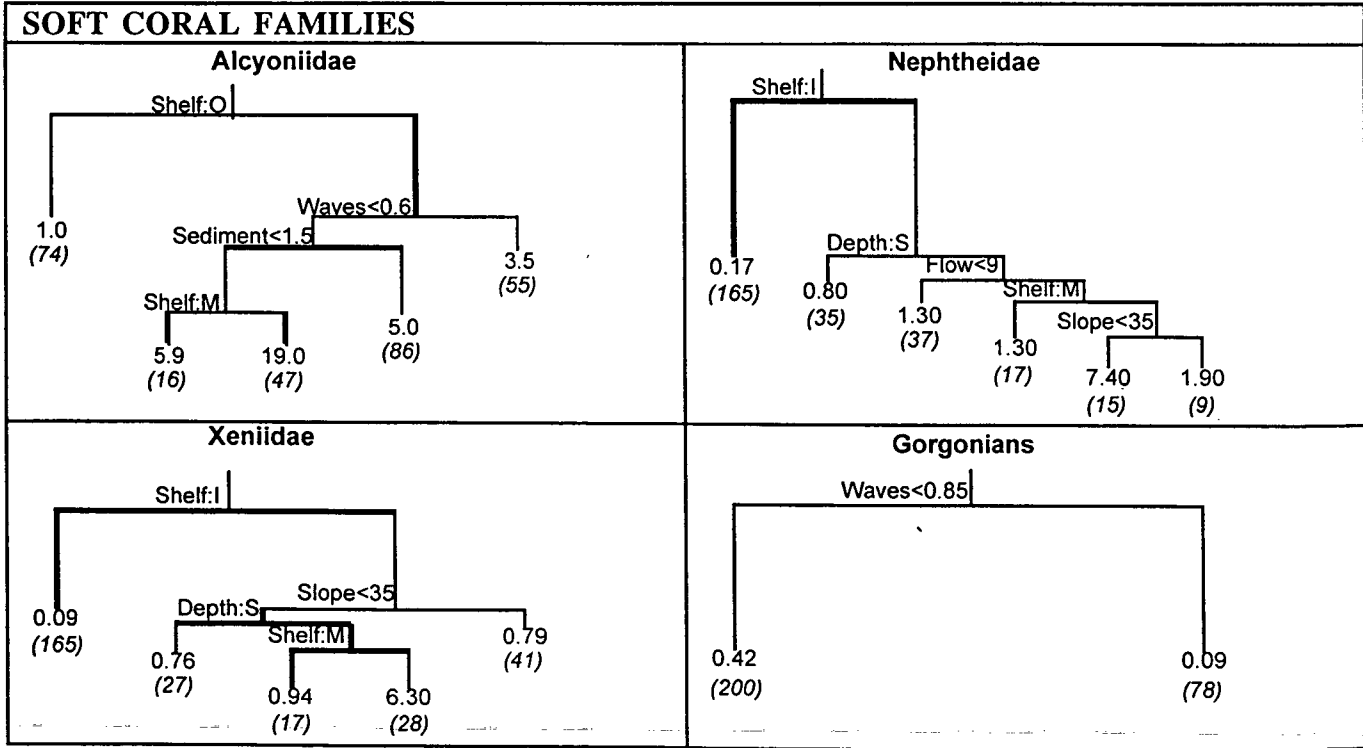 SOFT CORAL FAMILIES
Alcyoniidae
Shelf:O
1.0
(74)
Waves<0.6
Sediment<1.5
3.5
(55)
Shelf:M
5.0
(86)
5.9
(16)
19.0
(47)
Nephtheidae
Shelf:I
0.17
(165)
Depth:S
0.80
(35)
Flow<9
1.30
(37)
Shelf:M
1.30
(17)
Slope<35
7.40
(15)
1.90
(9)
Xeniidae
Shelf:I
0.09
(165)
Slope<35
Depth:S
0.79
(41)
0.76
(27)
Shelf:M
0.94
(17)
6.30
(28)
Gorgonians
Waves<0.85
0.42
(200)
0.09
(78)